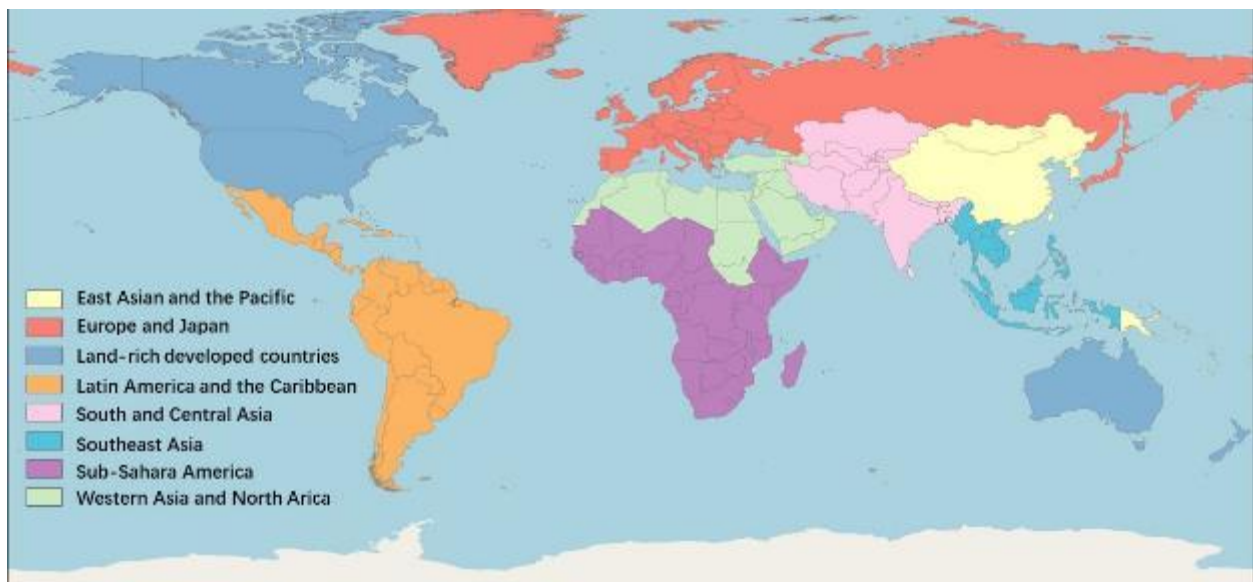 East Asian and the Pacific
Europe and Japan
Land-rich developed countries
Latin America and the Caribbean
South and Central Asia
Southeast Asia
Sub-Sahara America
Western Asia and North Arica